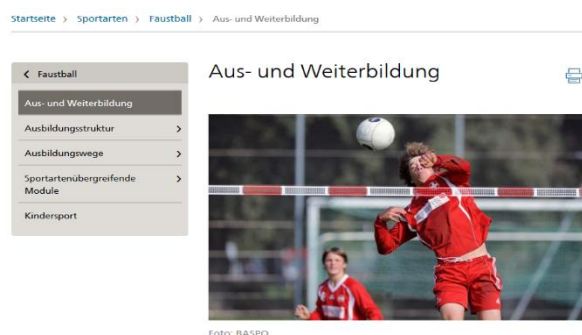 Startseite > Sportarten > Faustball > Aus- und Weiterbildung
< Faustball
Aus- und Weiterbildung
Ausbildungsstruktur >
Ausbildungswege >
Sportartenübergreifende >
Module
Kindersport
Aus- und Weiterbildung
Foto: BASPO